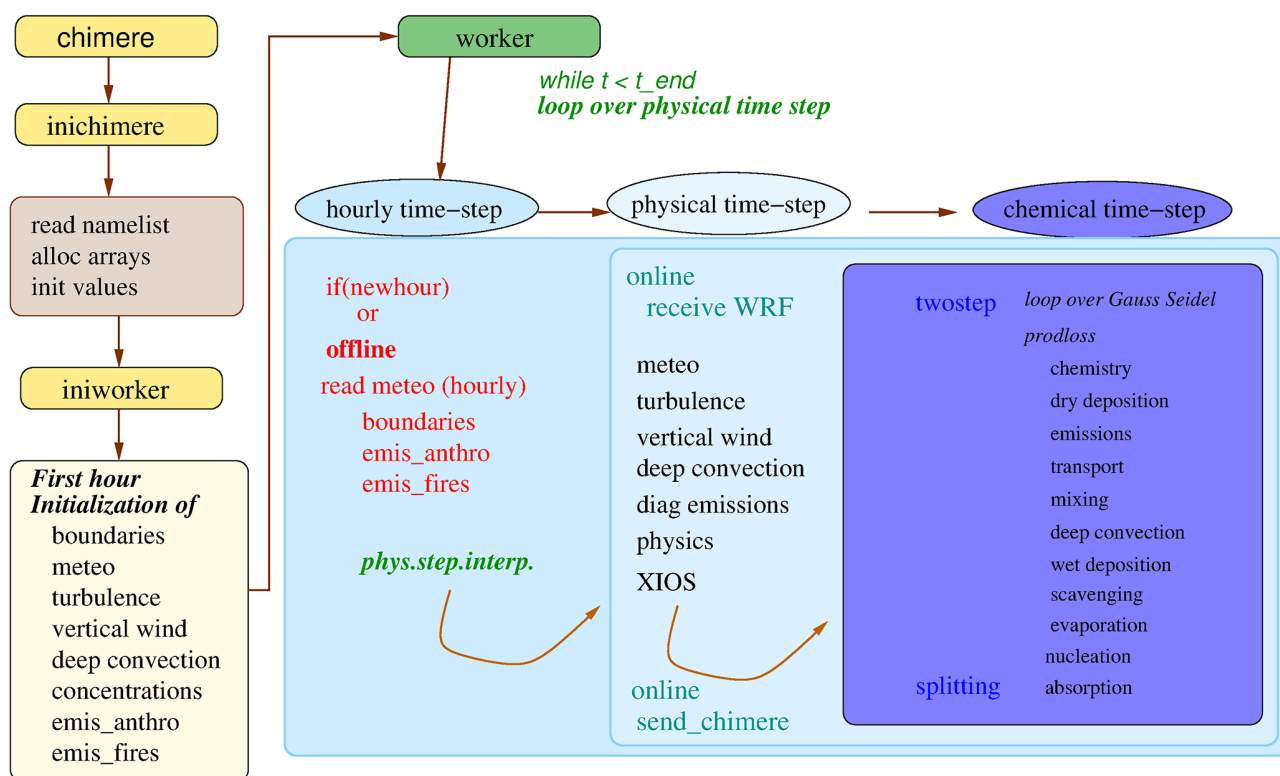 chimere
inichimere
read namelist
alloc arrays
init values
iniworker
First hour
Initialization of
boundaries
meteo
turbulence
vertical wind
deep convection
concentrations
emis_anthro
emis_fires
worker
while t < t_end
loop over physical time step
hourly time−step
physical time−step
chemical time−step
if(newhour)
or
offline
read meteo (hourly)
boundaries
emis_anthro
emis_fires
phys.step.interp.
online
receive WRF
meteo
turbulence
vertical wind
deep convection
diag emissions
physics
XIOS
online
send_chimere
twostep
loop over Gauss Seidel
prodloss
chemistry
dry deposition
emissions
transport
mixing
deep convection
wet deposition
scavenging
evaporation
nucleation
splitting
absorption